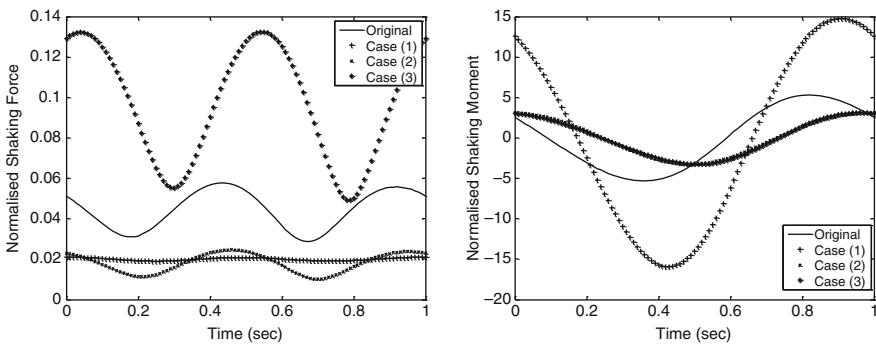 Normalised Shaking Force
0.14
0.12
0.1
0.08
0.06
0.04
0.02
0
0
0.2
0.4
0.6
0.8
1
Time (sec)
Original
Case (1)
Case (2)
Case (3)
Normalised Shaking Moment
15
10
5
0
−5
−10
−15
−20
0
0.2
0.4
0.6
0.8
1
Time (sec)
Original
Case (1)
Case (2)
Case (3)